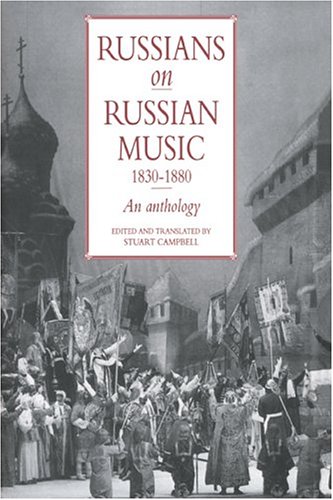 RUSSIANS
on
RUSSIAN
MUSIC
1830-1880
An anthology
EDITED AND TRANSLATED BY
STUART CAMPBELL